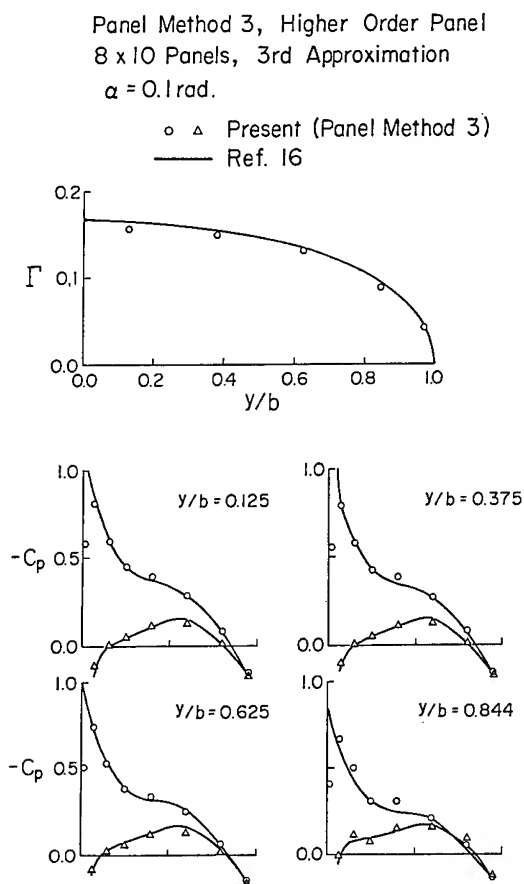 Panel Method 3, Higher Order Panel
8 x 10 Panels, 3rd Approximation
α = 0.1 rad.
○ △ Present (Panel Method 3)
— Ref. 16
0.2
Γ 0.1
0.0
0.0 0.2 0.4 0.6 0.8 1.0
y/b
1.0
y/b = 0.125
-Cp 0.5
0.0
1.0
y/b = 0.375
0.5
0.0
1.0
y/b = 0.625
-Cp 0.5
0.0
1.0
y/b = 0.844
0.5
0.0